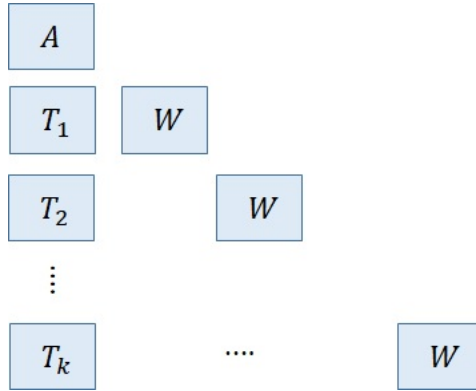 A
T₁ W
T₂ W
⋮
Tₖ .... W